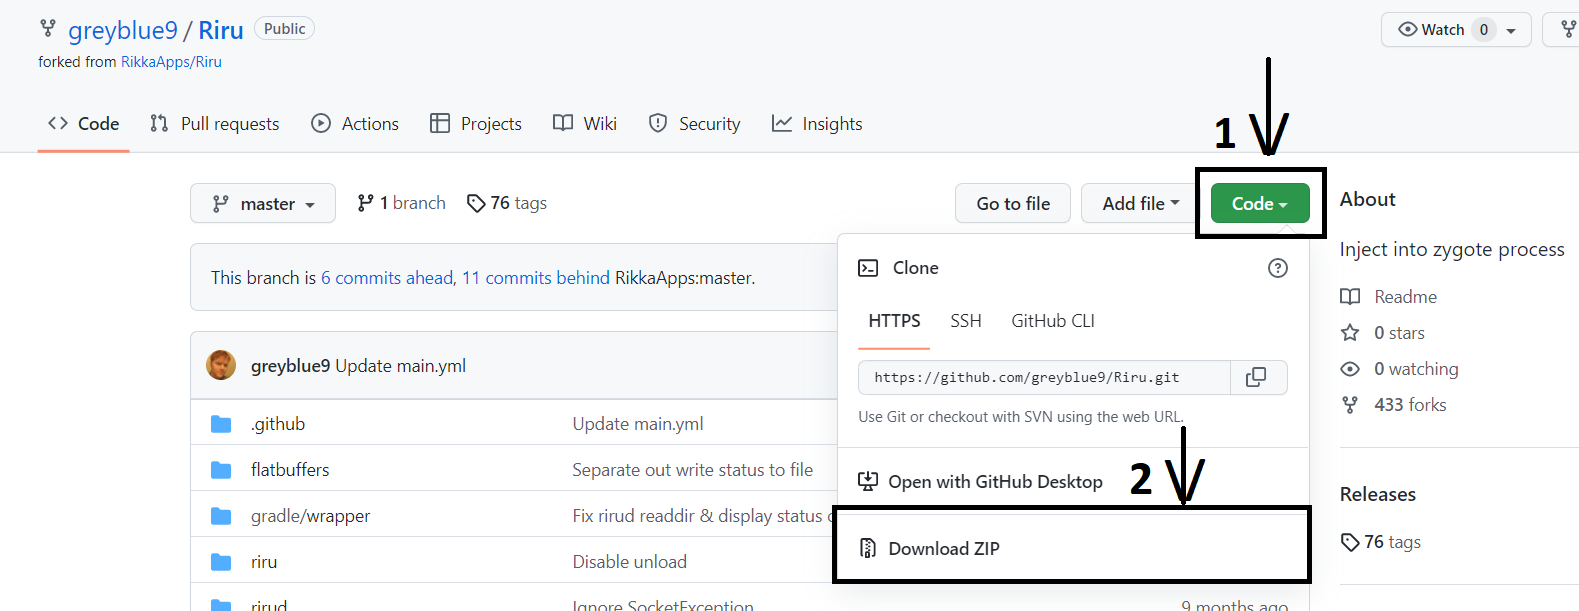 greyblue9 / Riru Public
Watch 0
forked from RikkaApps/Riru
Code Pull requests Actions Projects Wiki Security Insights
1
master 1 branch 76 tags Go to file Add file Code
About
This branch is 6 commits ahead, 11 commits behind RikkaApps:master.
Clone
Inject into zygote process
HTTPS SSH GitHub CLI
Readme
0 stars
greyblue9 Update main.yml
https://github.com/greyblue9/Riru.git
0 watching
433 forks
Use Git or checkout with SVN using the web URL.
.github Update main.yml
flatbuffers Separate out write status to file
Open with GitHub Desktop
2
Releases
gradle/wrapper Fix rirud readdir & display status
Download ZIP
76 tags
riru Disable unload
rirud Ignore SocketException 9 months ago